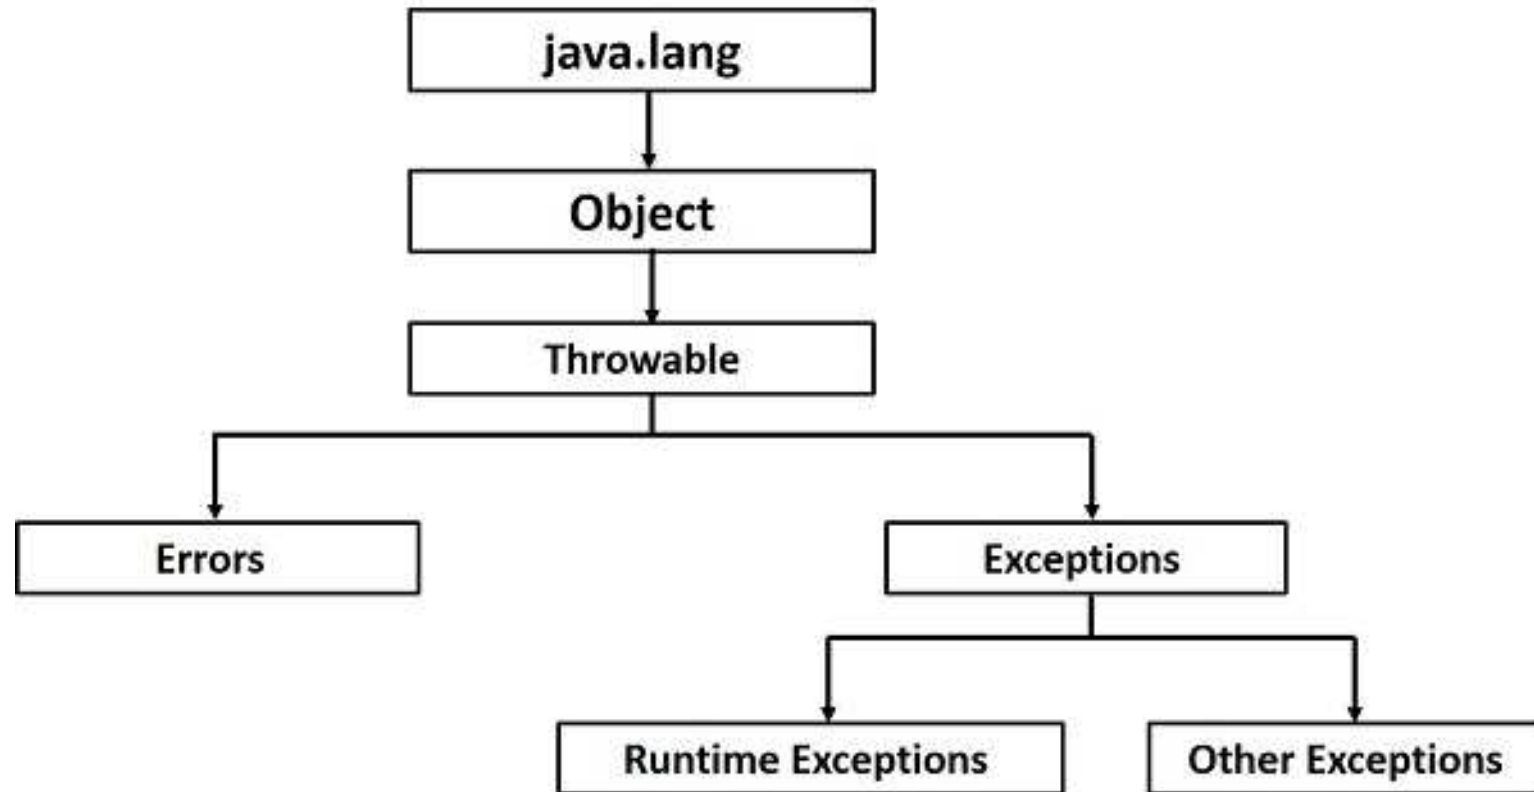 java.lang
Object
Throwable
Errors
Exceptions
Runtime Exceptions
Other Exceptions